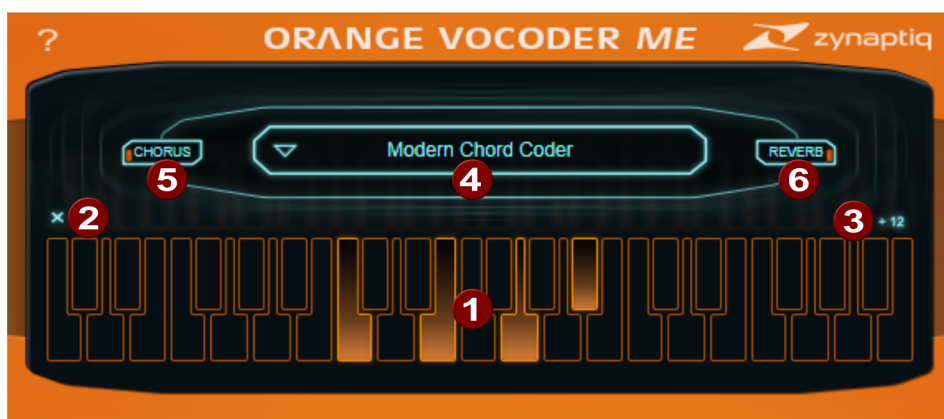 ?
ORANGE VOCODER ME
zynaptiq
CHORUS
Modern Chord Coder
REVERB
5
4
6
×
2
3
+ 12
1